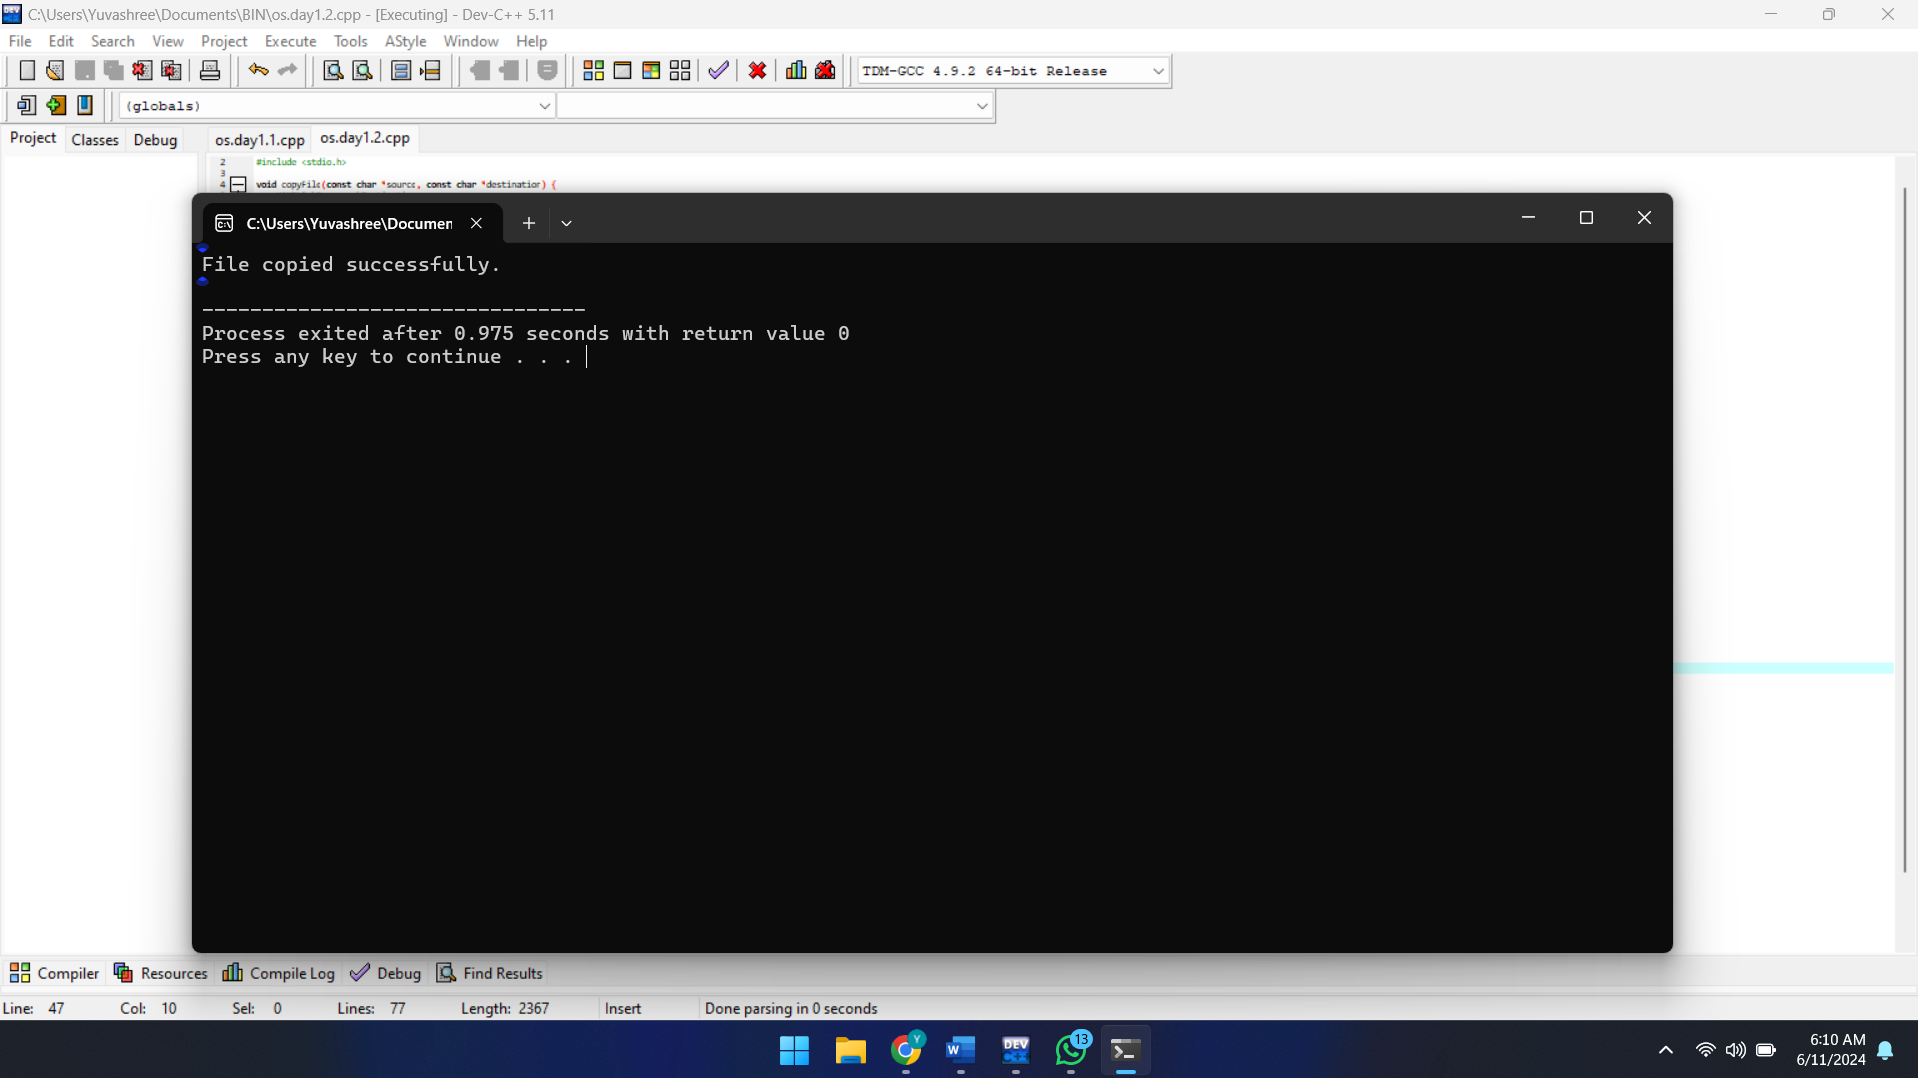 C:\Users\Yuvashree\Documents\BIN\os.day1.2.cpp - [Executing] - Dev-C++ 5.11
File Edit Search View Project Execute Tools AStyle Window Help
TDM-GCC 4.9.2 64-bit Release
(globals)
Project Classes Debug os.day1.1.cpp os.day1.2.cpp
2 #include <stdio.h>
3
4 void copyFile(const char *source, const char *destination) {
C:\Users\Yuvashree\Documen
File copied successfully.
--------------------------------
Process exited after 0.975 seconds with return value 0
Press any key to continue . . .
Compiler Resources Compile Log Debug Find Results
Line: 47 Col: 10 Sel: 0 Lines: 77 Length: 2367 Insert Done parsing in 0 seconds
Y W DEV C++ 13
6:10 AM
6/11/2024